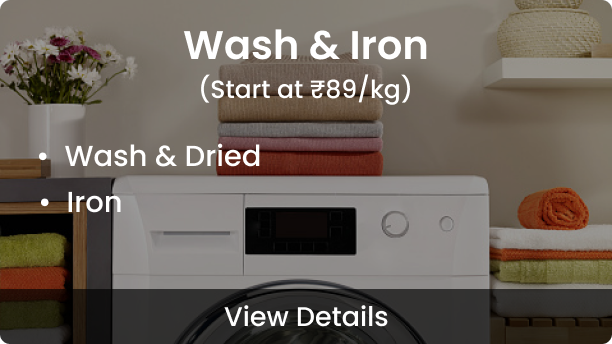 Wash & Iron
(Start at ₹89/kg)
• Wash & Dried
• Iron
View Details